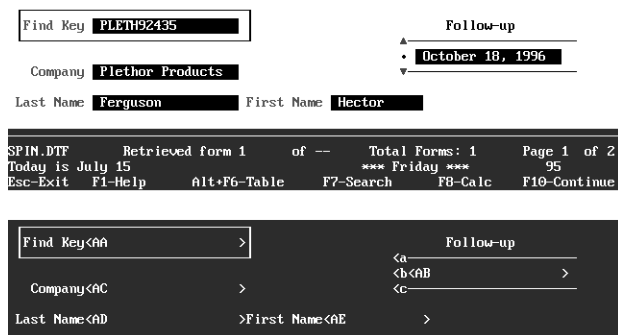 Find Key PLETH92435
Follow-up
October 18, 1996
Company Plethor Products
Last Name Ferguson First Name Hector
SPIN.DTF Retrieved form 1 of -- Total Forms: 1 Page 1 of 2
Today is July 15 *** Friday *** 95
Esc-Exit F1-Help Alt+F6-Table F7-Search F8-Calc F10-Continue
Find Key<AA >
Follow-up
<a
<b<AB >
Company<AC > <c
Last Name<AD >First Name<AE >